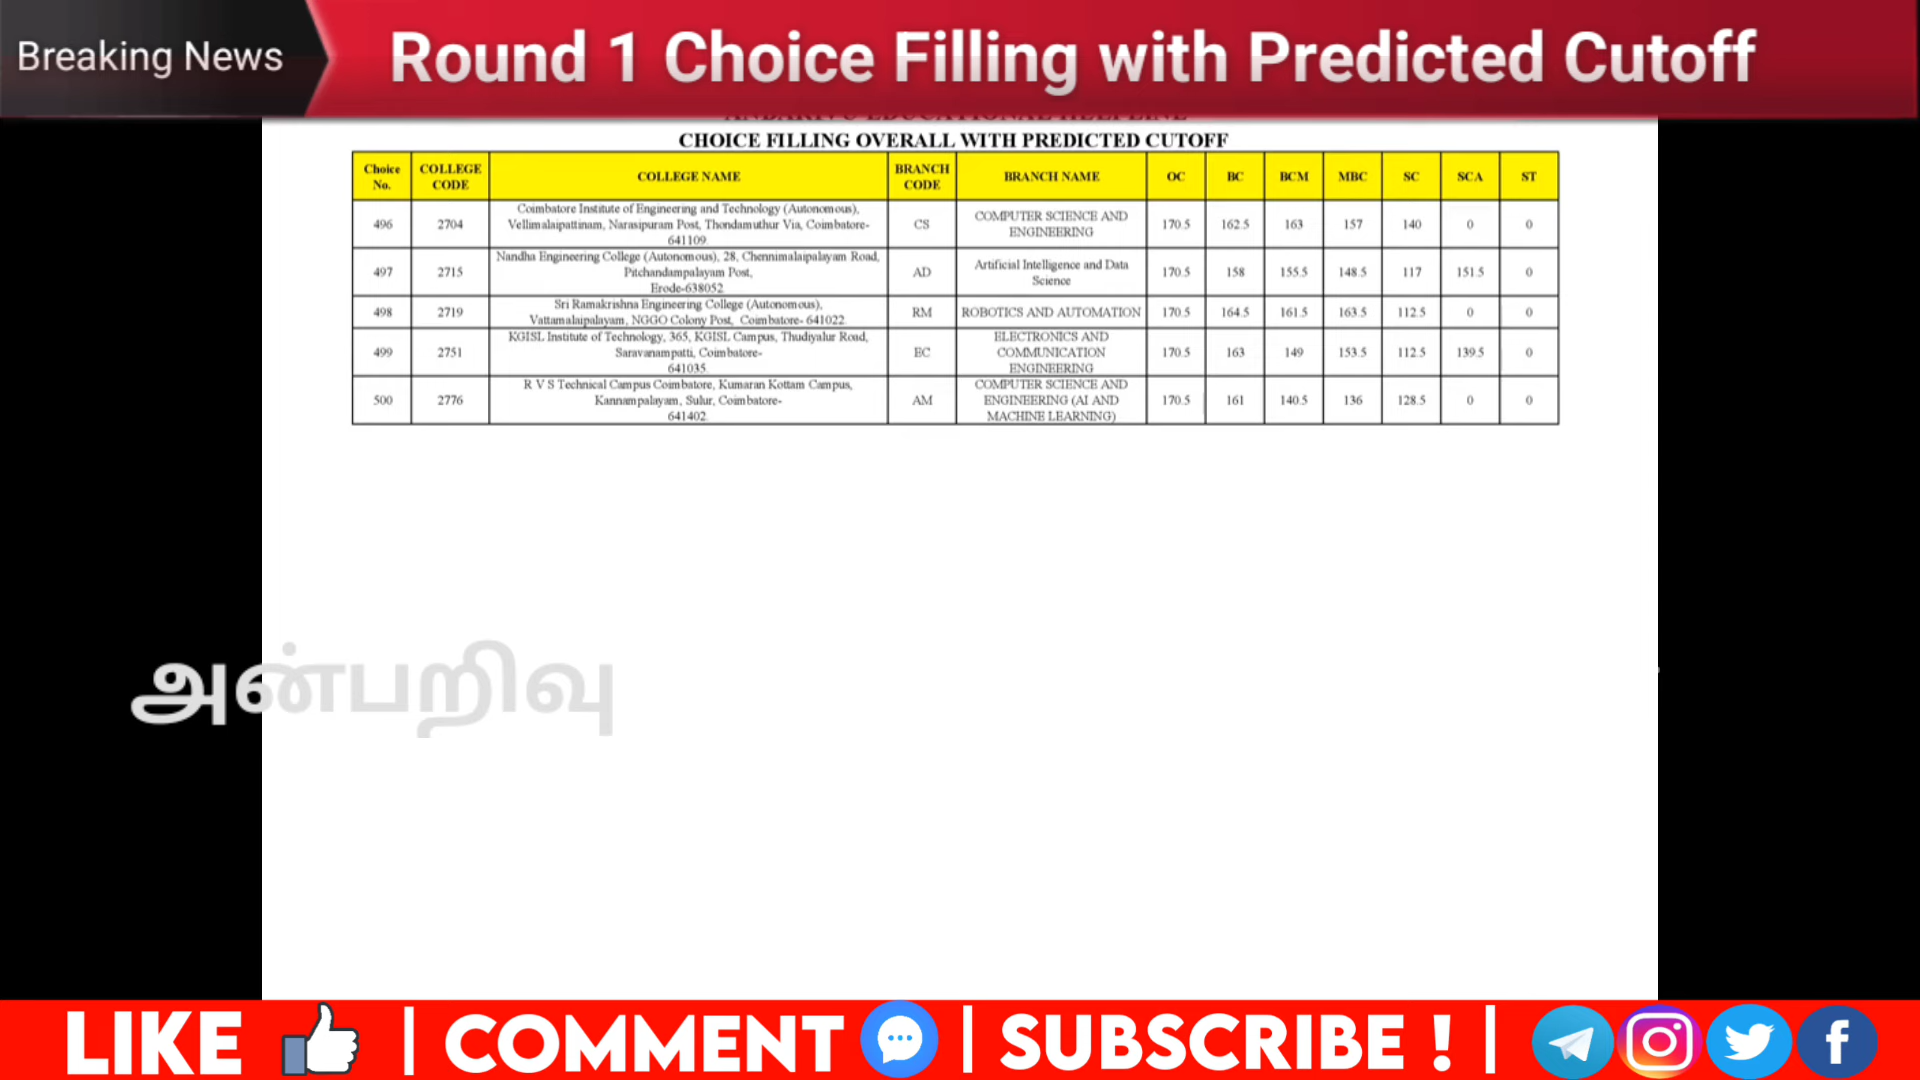 Breaking News
Round 1 Choice Filling with Predicted Cutoff
ANBARIVU EDUCATIONAL HELPLINE
CHOICE FILLING OVERALL WITH PREDICTED CUTOFF
Choice No. COLLEGE CODE COLLEGE NAME BRANCH CODE BRANCH NAME OC BC BCM MBC SC SCA ST
496 2704 Coimbatore Institute of Engineering and Technology (Autonomous), Vellimalaipattinam, Narasipuram Post, Thondamuthur Via, Coimbatore-641109. CS COMPUTER SCIENCE AND ENGINEERING 170.5 162.5 163 157 140 0 0
497 2715 Nandha Engineering College (Autonomous), 28, Chennimalaipalayam Road, Pitchandampalayam Post, Erode-638052. AD Artificial Intelligence and Data Science 170.5 158 155.5 148.5 117 151.5 0
498 2719 Sri Ramakrishna Engineering College (Autonomous), Vattamalaipalayam, NGGO Colony Post, Coimbatore- 641022. RM ROBOTICS AND AUTOMATION 170.5 164.5 161.5 163.5 112.5 0 0
499 2751 KGISL Institute of Technology, 365, KGISL Campus, Thudiyalur Road, Saravanampatti, Coimbatore-641035. EC ELECTRONICS AND COMMUNICATION ENGINEERING 170.5 163 149 153.5 112.5 139.5 0
500 2776 R V S Technical Campus Coimbatore, Kumaran Kottam Campus, Kannampalayam, Sulur, Coimbatore-641402. AM COMPUTER SCIENCE AND ENGINEERING (AI AND MACHINE LEARNING) 170.5 161 140.5 136 128.5 0 0
அன்பறிவு
LIKE | COMMENT | SUBSCRIBE ! |